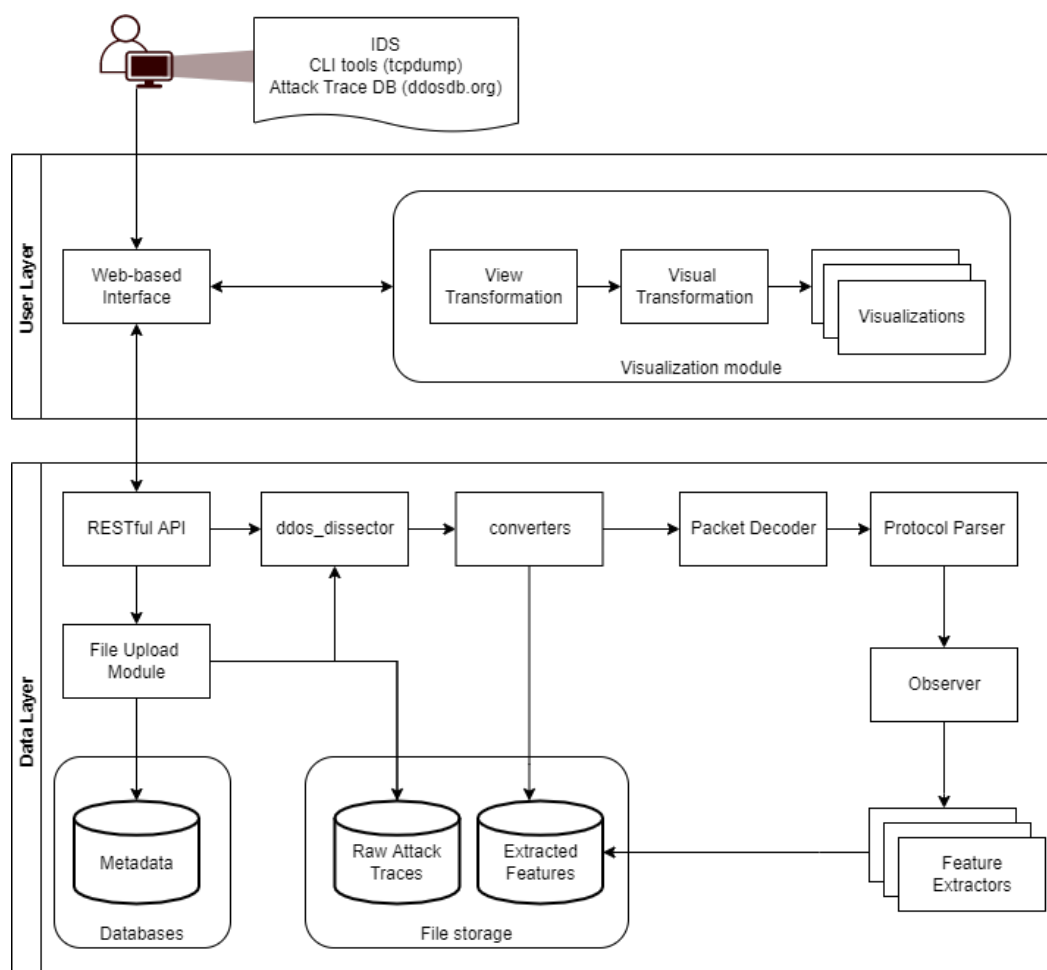 IDS
CLI tools (tcpdump)
Attack Trace DB (ddosdb.org)
User Layer
Web-based
Interface
View
Transformation
Visual
Transformation
Visualizations
Visualization module
Data Layer
RESTful API
ddos_dissector
converters
Packet Decoder
Protocol Parser
File Upload
Module
Observer
Metadata
Raw Attack
Traces
Extracted
Features
Feature
Extractors
Databases
File storage